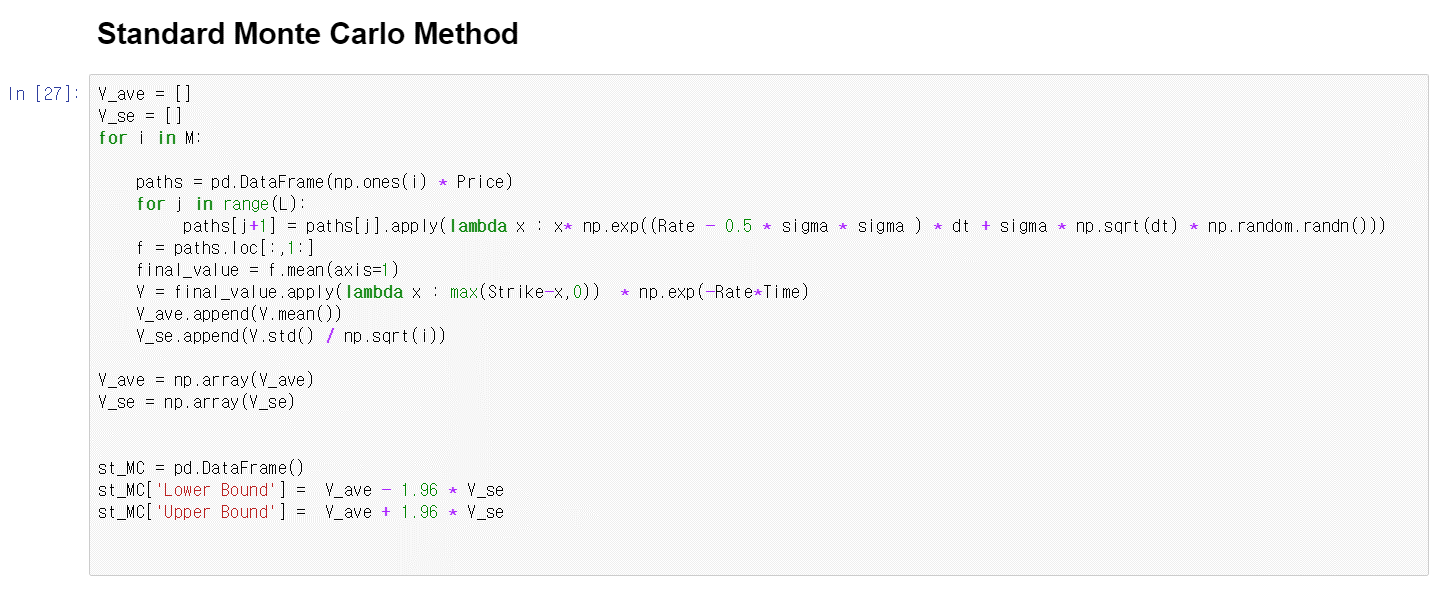 Standard Monte Carlo Method
In [27]:
V_ave = []
V_se = []
for i in M:
paths = pd.DataFrame(np.ones(i) * Price)
for j in range(L):
paths[j+1] = paths[j].apply(lambda x : x* np.exp((Rate - 0.5 * sigma * sigma ) * dt + sigma * np.sqrt(dt) * np.random.randn()))
f = paths.loc[:,1:]
final_value = f.mean(axis=1)
V = final_value.apply(lambda x : max(Strike-x,0))  * np.exp(-Rate*Time)
V_ave.append(V.mean())
V_se.append(V.std() / np.sqrt(i))
V_ave = np.array(V_ave)
V_se = np.array(V_se)
st_MC = pd.DataFrame()
st_MC['Lower Bound'] =  V_ave - 1.96 * V_se
st_MC['Upper Bound'] =  V_ave + 1.96 * V_se